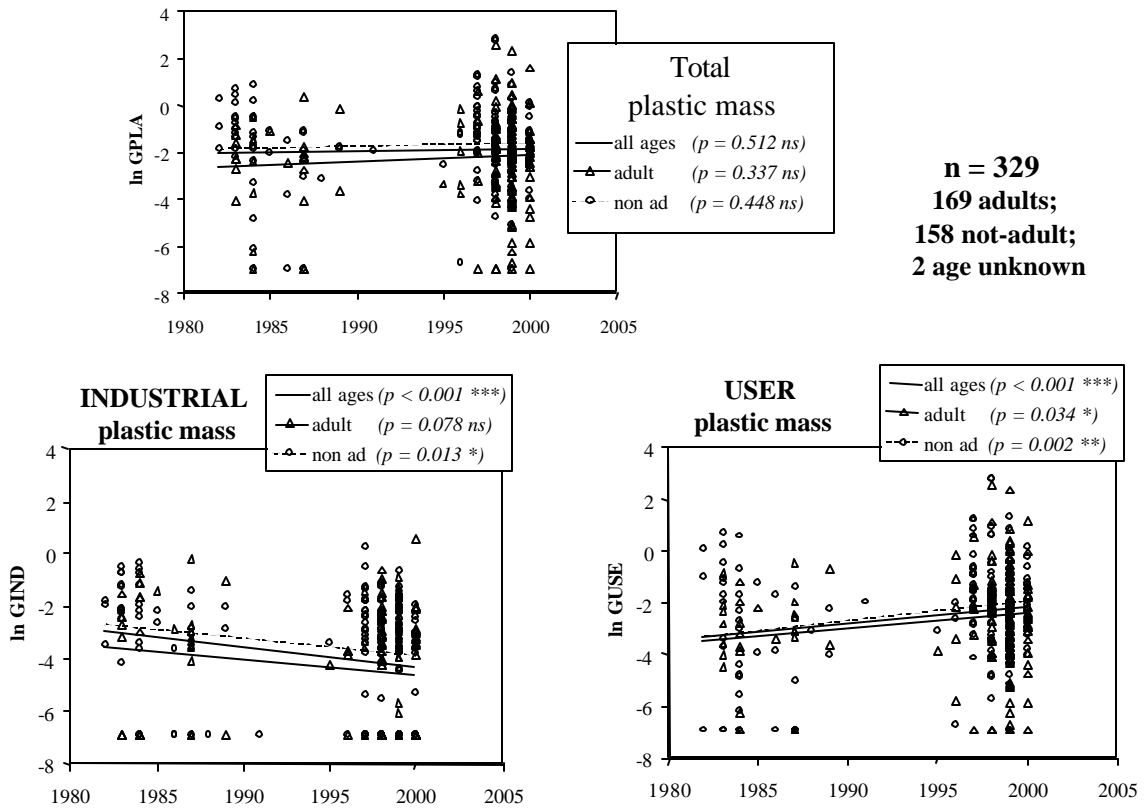 4
2
0
-2
-4
-6
-8
ln GPLA
1980 1985 1990 1995 2000 2005
Total
plastic mass
all ages (p = 0.512 ns)
adult (p = 0.337 ns)
non ad (p = 0.448 ns)
n = 329
169 adults;
158 not-adult;
2 age unknown
INDUSTRIAL
plastic mass
all ages (p < 0.001 ***)
adult (p = 0.078 ns)
non ad (p = 0.013 *)
4
2
0
-2
-4
-6
-8
ln GIND
1980 1985 1990 1995 2000 2005
USER
plastic mass
all ages (p < 0.001 ***)
adult (p = 0.034 *)
non ad (p = 0.002 **)
4
2
0
-2
-4
-6
-8
ln GUSE
1980 1985 1990 1995 2000 2005